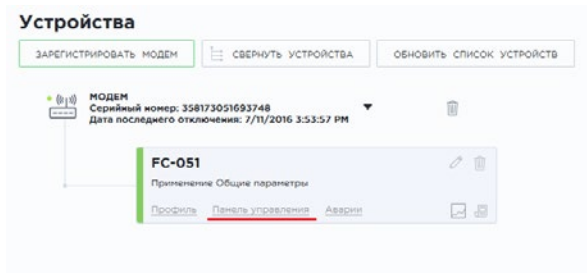 Устройства
ЗАРЕГИСТРИРОВАТЬ МОДЕМ СВЕРНУТЬ УСТРОЙСТВА ОБНОВИТЬ СПИСОК УСТРОЙСТВ
МОДЕМ
Серийный номер: 358173051693748
Дата последнего отключения: 7/11/2016 3:53:57 PM
FC-051
Применение Общие параметры
Профиль Панель управления Аварии